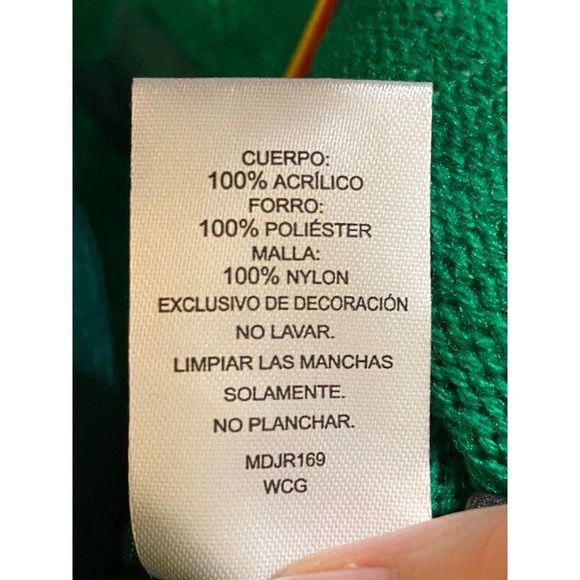 CUERPO:
100% ACRÍLICO
FORRO:
100% POLIÉSTER
MALLA:
100% NYLON
EXCLUSIVO DE DECORACIÓN
NO LAVAR.
LIMPIAR LAS MANCHAS
SOLAMENTE.
NO PLANCHAR.
MDJR169
WCG